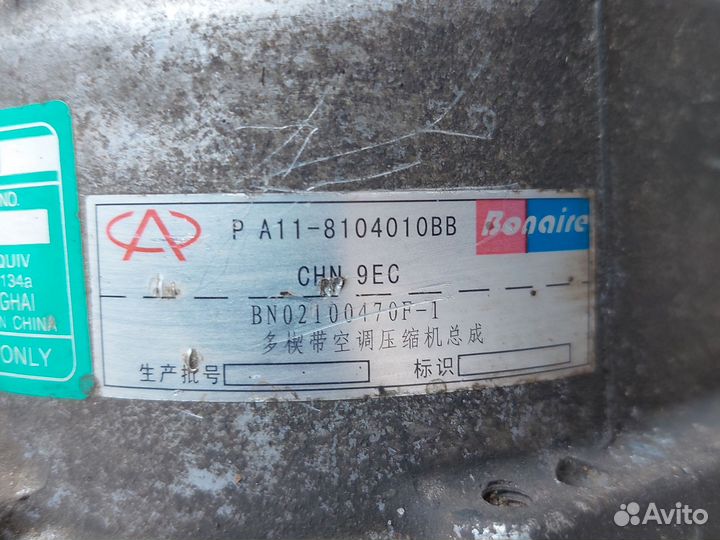 NO.
QUIV
134a
GHAI
N CHINA
ONLY
P A11-8104010BB
Bonaire
CHN 9EC
BN02100470F-1
多楔带空调压缩机总成
生产批号
标识
Avito